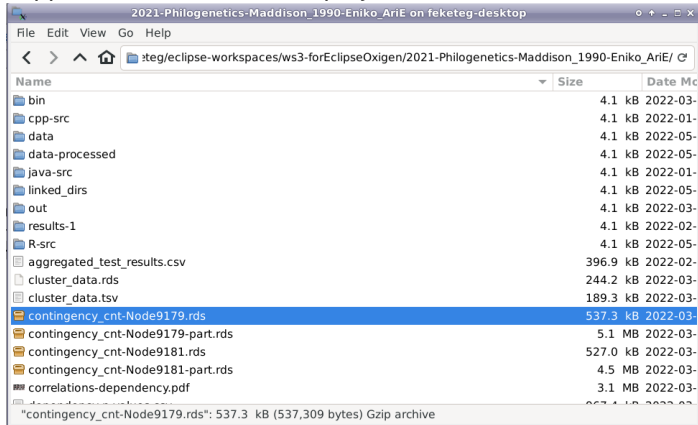 2021-Philogenetics-Maddison_1990-Eniko_AriE on feketeg-desktop
File Edit View Go Help
eteg/eclipse-workspaces/ws3-forEclipseOxigen/2021-Philogenetics-Maddison_1990-Eniko_AriE/
Name Size Date Mo
bin 4.1 kB 2022-03-
cpp-src 4.1 kB 2022-01-
data 4.1 kB 2022-05-
data-processed 4.1 kB 2022-05-
java-src 4.1 kB 2022-01-
linked_dirs 4.1 kB 2022-05-
out 4.1 kB 2022-03-
results-1 4.1 kB 2022-02-
R-src 4.1 kB 2022-05-
aggregated_test_results.csv 396.9 kB 2022-02-
cluster_data.rds 244.2 kB 2022-03-
cluster_data.tsv 189.3 kB 2022-03-
contingency_cnt-Node9179.rds 537.3 kB 2022-03-
contingency_cnt-Node9179-part.rds 5.1 MB 2022-03-
contingency_cnt-Node9181.rds 527.0 kB 2022-03-
contingency_cnt-Node9181-part.rds 4.5 MB 2022-03-
correlations-dependency.pdf 3.1 MB 2022-03-
"contingency_cnt-Node9179.rds": 537.3 kB (537,309 bytes) Gzip archive